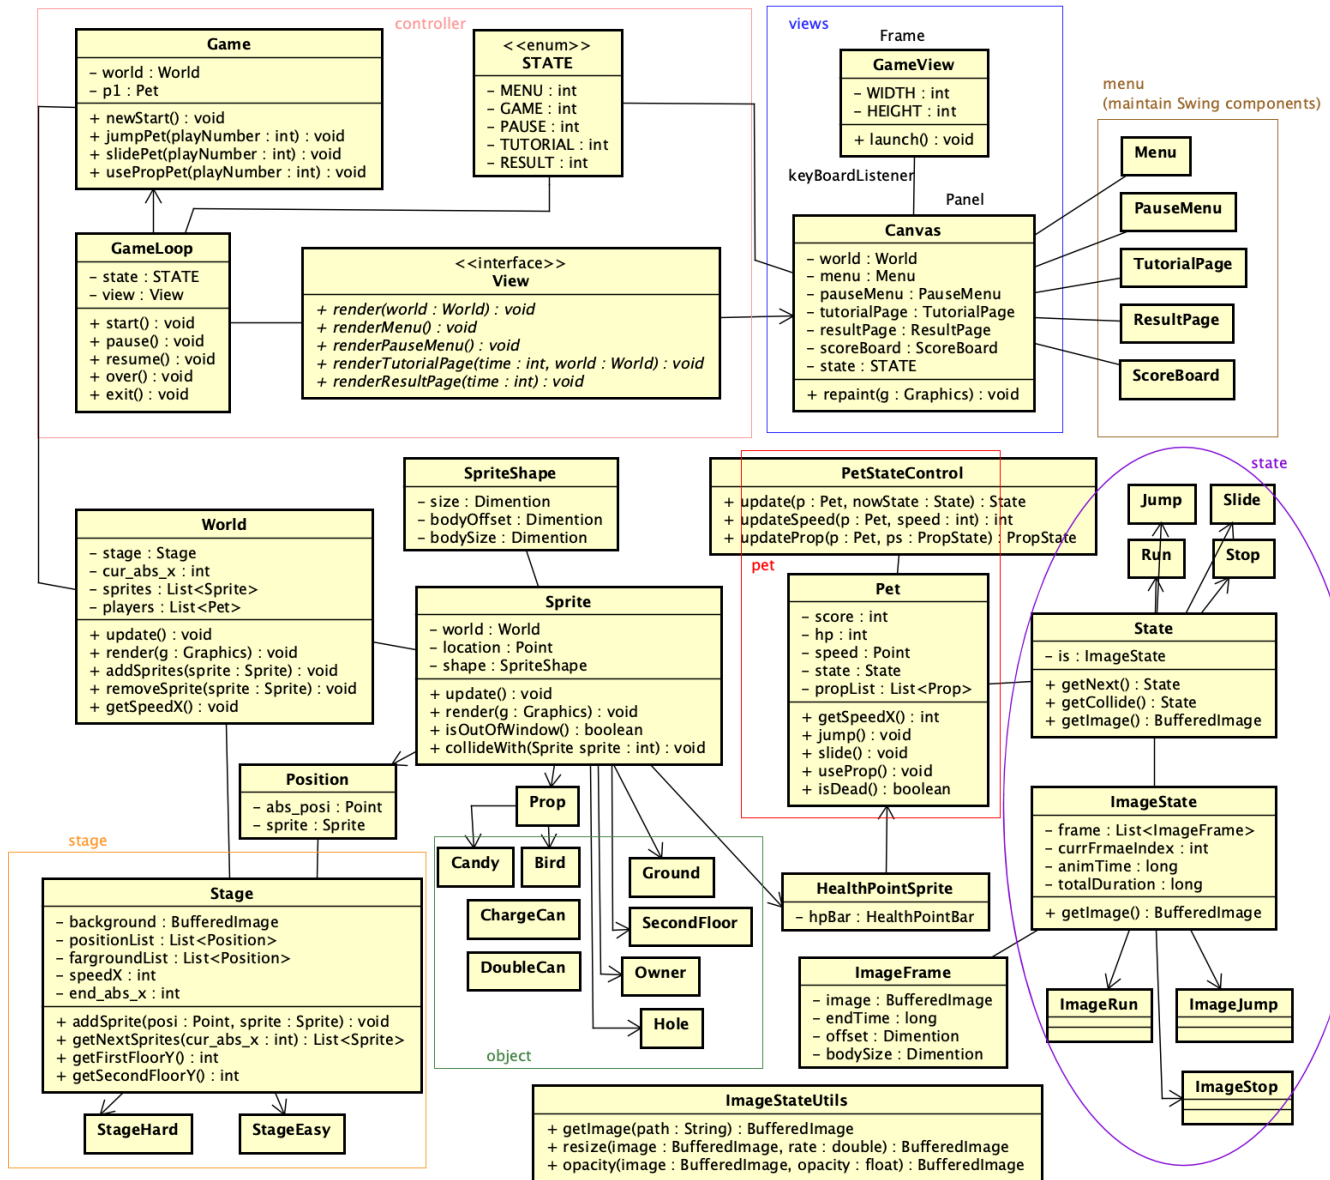 controller
Game
– world : World
– p1 : Pet
+ newStart() : void
+ jumpPet(playNumber : int) : void
+ slidePet(playNumber : int) : void
+ usePropPet(playNumber : int) : void
<<enum>>
STATE
– MENU : int
– GAME : int
– PAUSE : int
– TUTORIAL : int
– RESULT : int
GameLoop
– state : STATE
– view : View
+ start() : void
+ pause() : void
+ resume() : void
+ over() : void
+ exit() : void
<<interface>>
View
+ render(world : World) : void
+ renderMenu() : void
+ renderPauseMenu() : void
+ renderTutorialPage(time : int, world : World) : void
+ renderResultPage(time : int) : void
views
Frame
GameView
– WIDTH : int
– HEIGHT : int
+ launch() : void
keyBoardListener
Panel
Canvas
– world : World
– menu : Menu
– pauseMenu : PauseMenu
– tutorialPage : TutorialPage
– resultPage : ResultPage
– scoreBoard : ScoreBoard
– state : STATE
+ repaint(g : Graphics) : void
menu
(maintain Swing components)
Menu
PauseMenu
TutorialPage
ResultPage
ScoreBoard
World
– stage : Stage
– cur_abs_x : int
– sprites : List<Sprite>
– players : List<Pet>
+ update() : void
+ render(g : Graphics) : void
+ addSprites(sprite : Sprite) : void
+ removeSprite(sprite : Sprite) : void
+ getSpeedX() : void
SpriteShape
– size : Dimention
– bodyOffset : Dimention
– bodySize : Dimention
Sprite
– world : World
– location : Point
– shape : SpriteShape
+ update() : void
+ render(g : Graphics) : void
+ isOutOfWindow() : boolean
+ collideWith(Sprite sprite : int) : void
Position
– abs_posi : Point
– sprite : Sprite
stage
Stage
– background : BufferedImage
– positionList : List<Position>
– fargroundList : List<Position>
– speedX : int
– end_abs_x : int
+ addSprite(posi : Point, sprite : Sprite) : void
+ getNextSprites(cur_abs_x : int) : List<Sprite>
+ getFirstFloorY() : int
+ getSecondFloorY() : int
StageHard
StageEasy
Prop
Candy
Bird
ChargeCan
DoubleCan
Ground
SecondFloor
Owner
Hole
object
PetStateControl
+ update(p : Pet, nowState : State) : State
+ updateSpeed(p : Pet, speed : int) : int
+ updateProp(p : Pet, ps : PropState) : PropState
pet
Pet
– score : int
– hp : int
– speed : Point
– state : State
– propList : List<Prop>
+ getSpeedX() : int
+ jump() : void
+ slide() : void
+ useProp() : void
+ isDead() : boolean
HealthPointSprite
– hpBar : HealthPointBar
ImageFrame
– image : BufferedImage
– endTime : long
– offset : Dimention
– bodySize : Dimention
state
Jump
Slide
Run
Stop
State
– is : ImageState
+ getNext() : State
+ getCollide() : State
+ getImage() : BufferedImage
ImageState
– frame : List<ImageFrame>
– currFrmaeIndex : int
– animTime : long
– totalDuration : long
+ getImage() : BufferedImage
ImageRun
ImageJump
ImageStop
ImageStateUtils
+ getImage(path : String) : BufferedImage
+ resize(image : BufferedImage, rate : double) : BufferedImage
+ opacity(image : BufferedImage, opacity : float) : BufferedImage